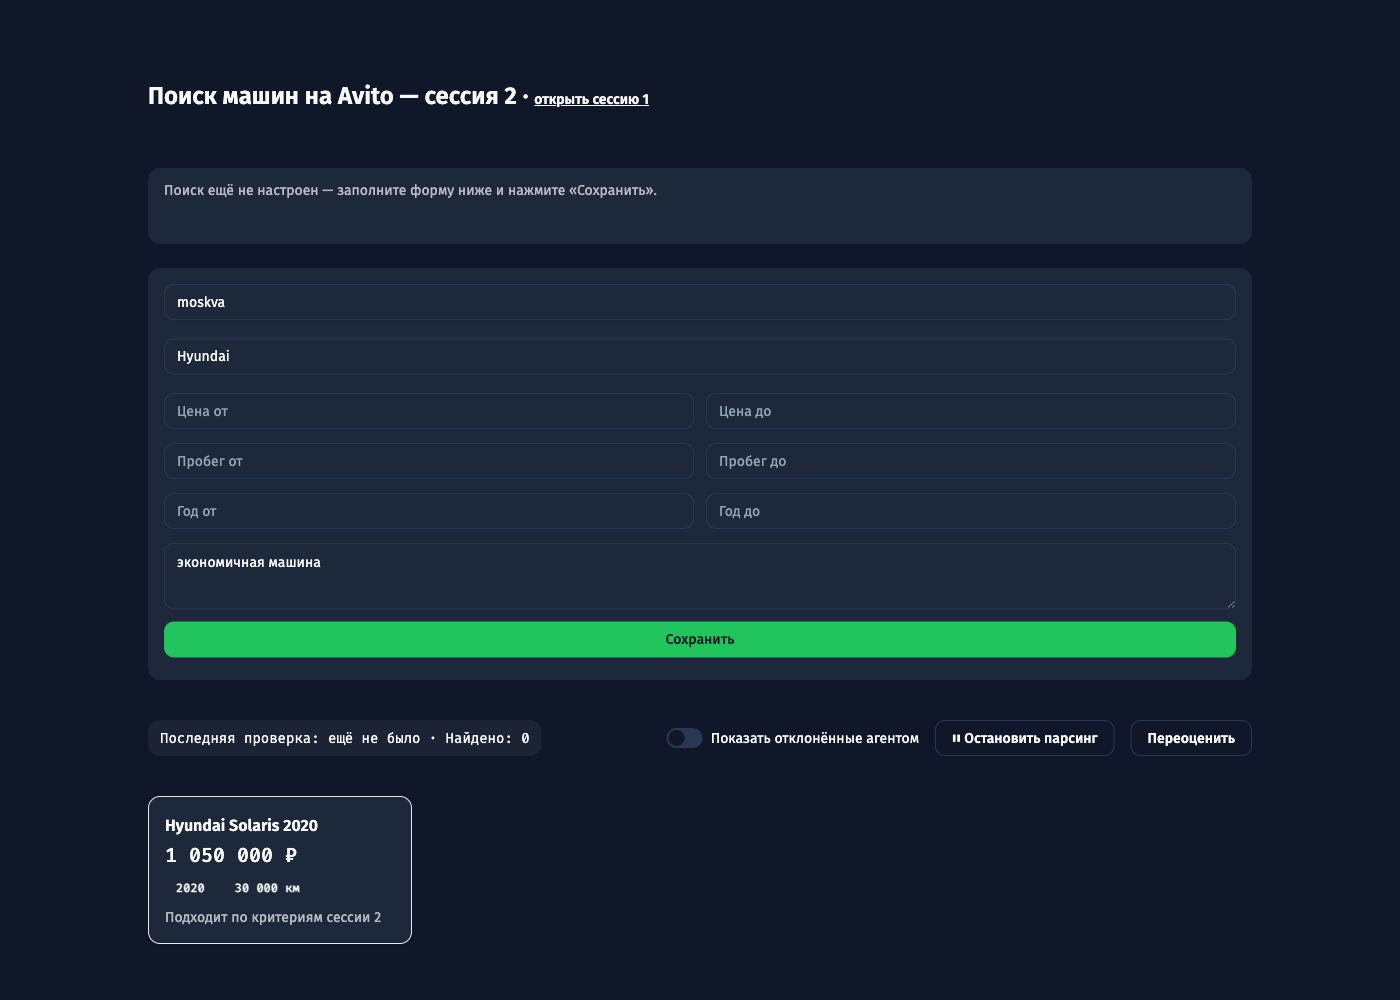 Поиск машин на Avito — сессия 2 · открыть сессию 1
Поиск ещё не настроен — заполните форму ниже и нажмите «Сохранить».
moskva
Hyundai
Цена от Цена до
Пробег от Пробег до
Год от Год до
экономичная машина
Сохранить
Последняя проверка: ещё не было · Найдено: 0 Показать отклонённые агентом ⏸ Остановить парсинг Переоценить
Hyundai Solaris 2020
1 050 000 ₽
2020 30 000 км
Подходит по критериям сессии 2